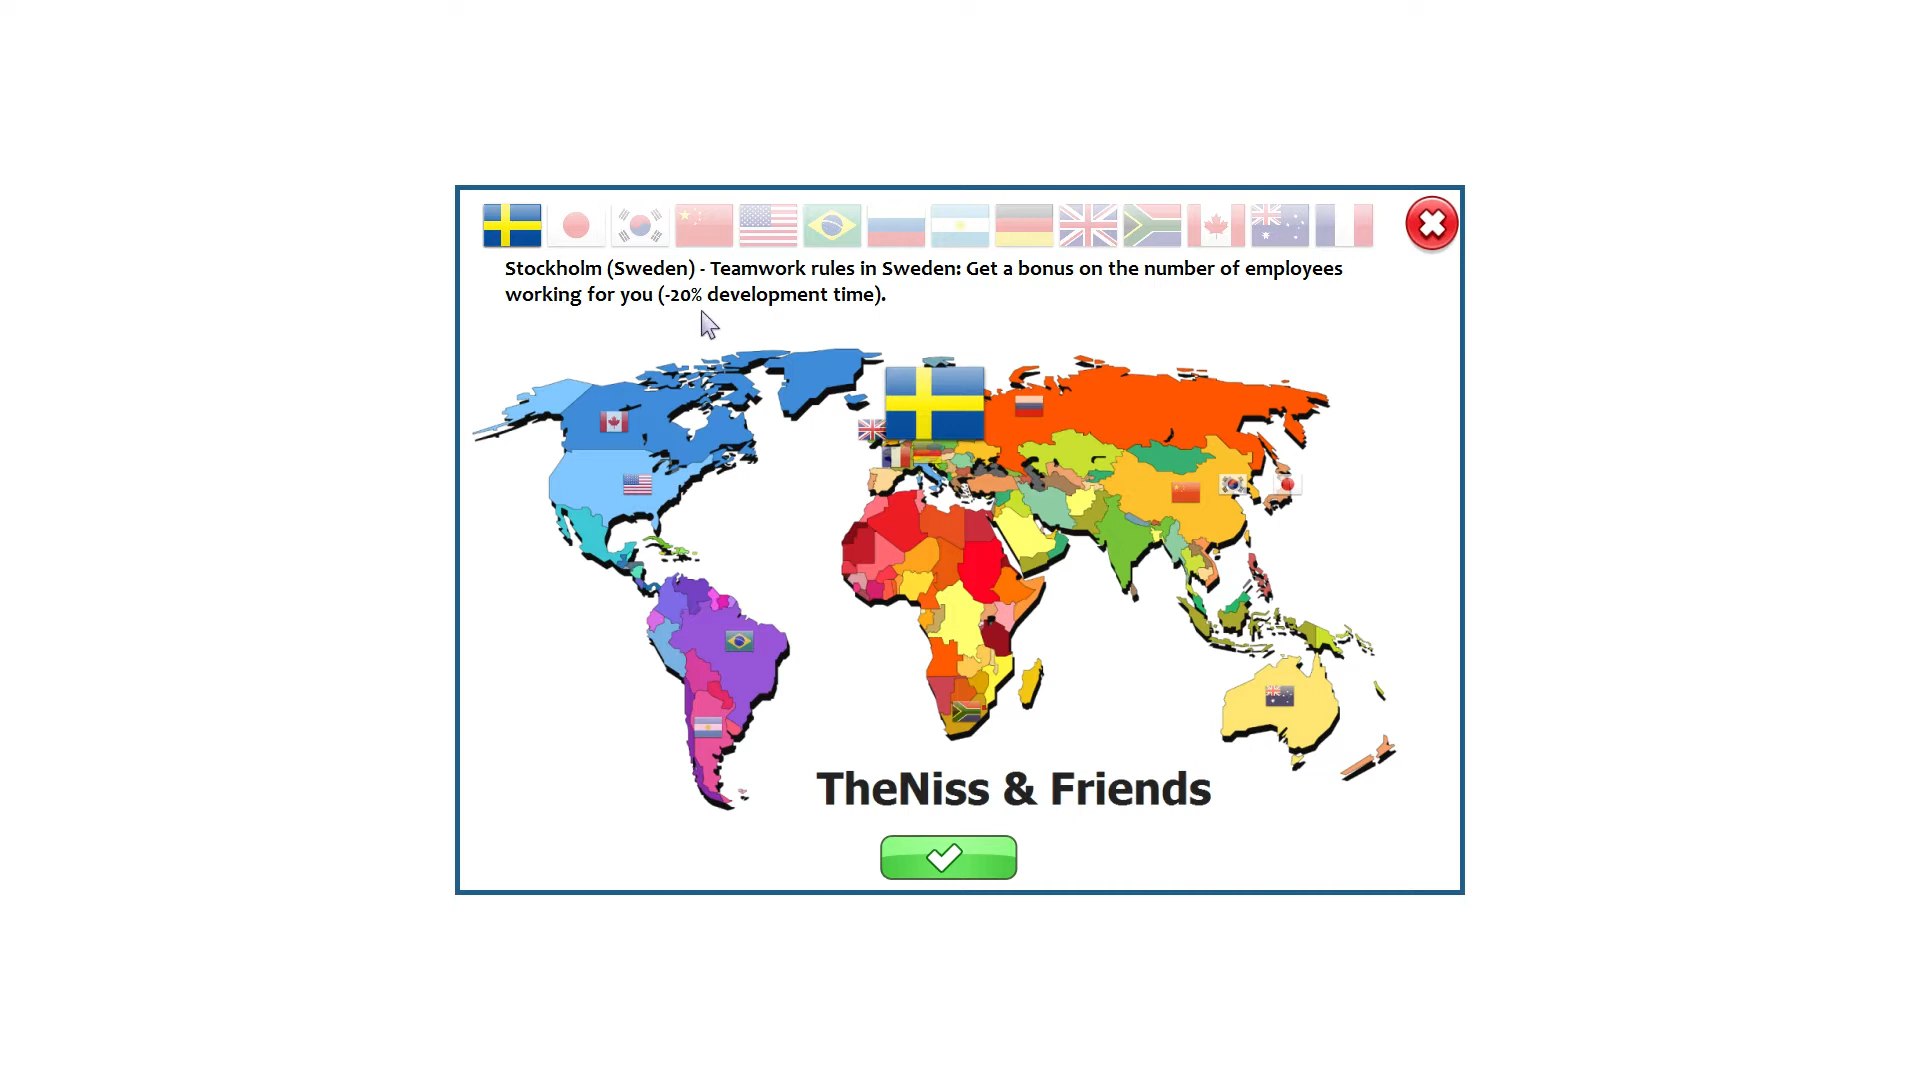 Stockholm (Sweden) - Teamwork rules in Sweden: Get a bonus on the number of employees
working for you (-20% development time).
TheNiss & Friends